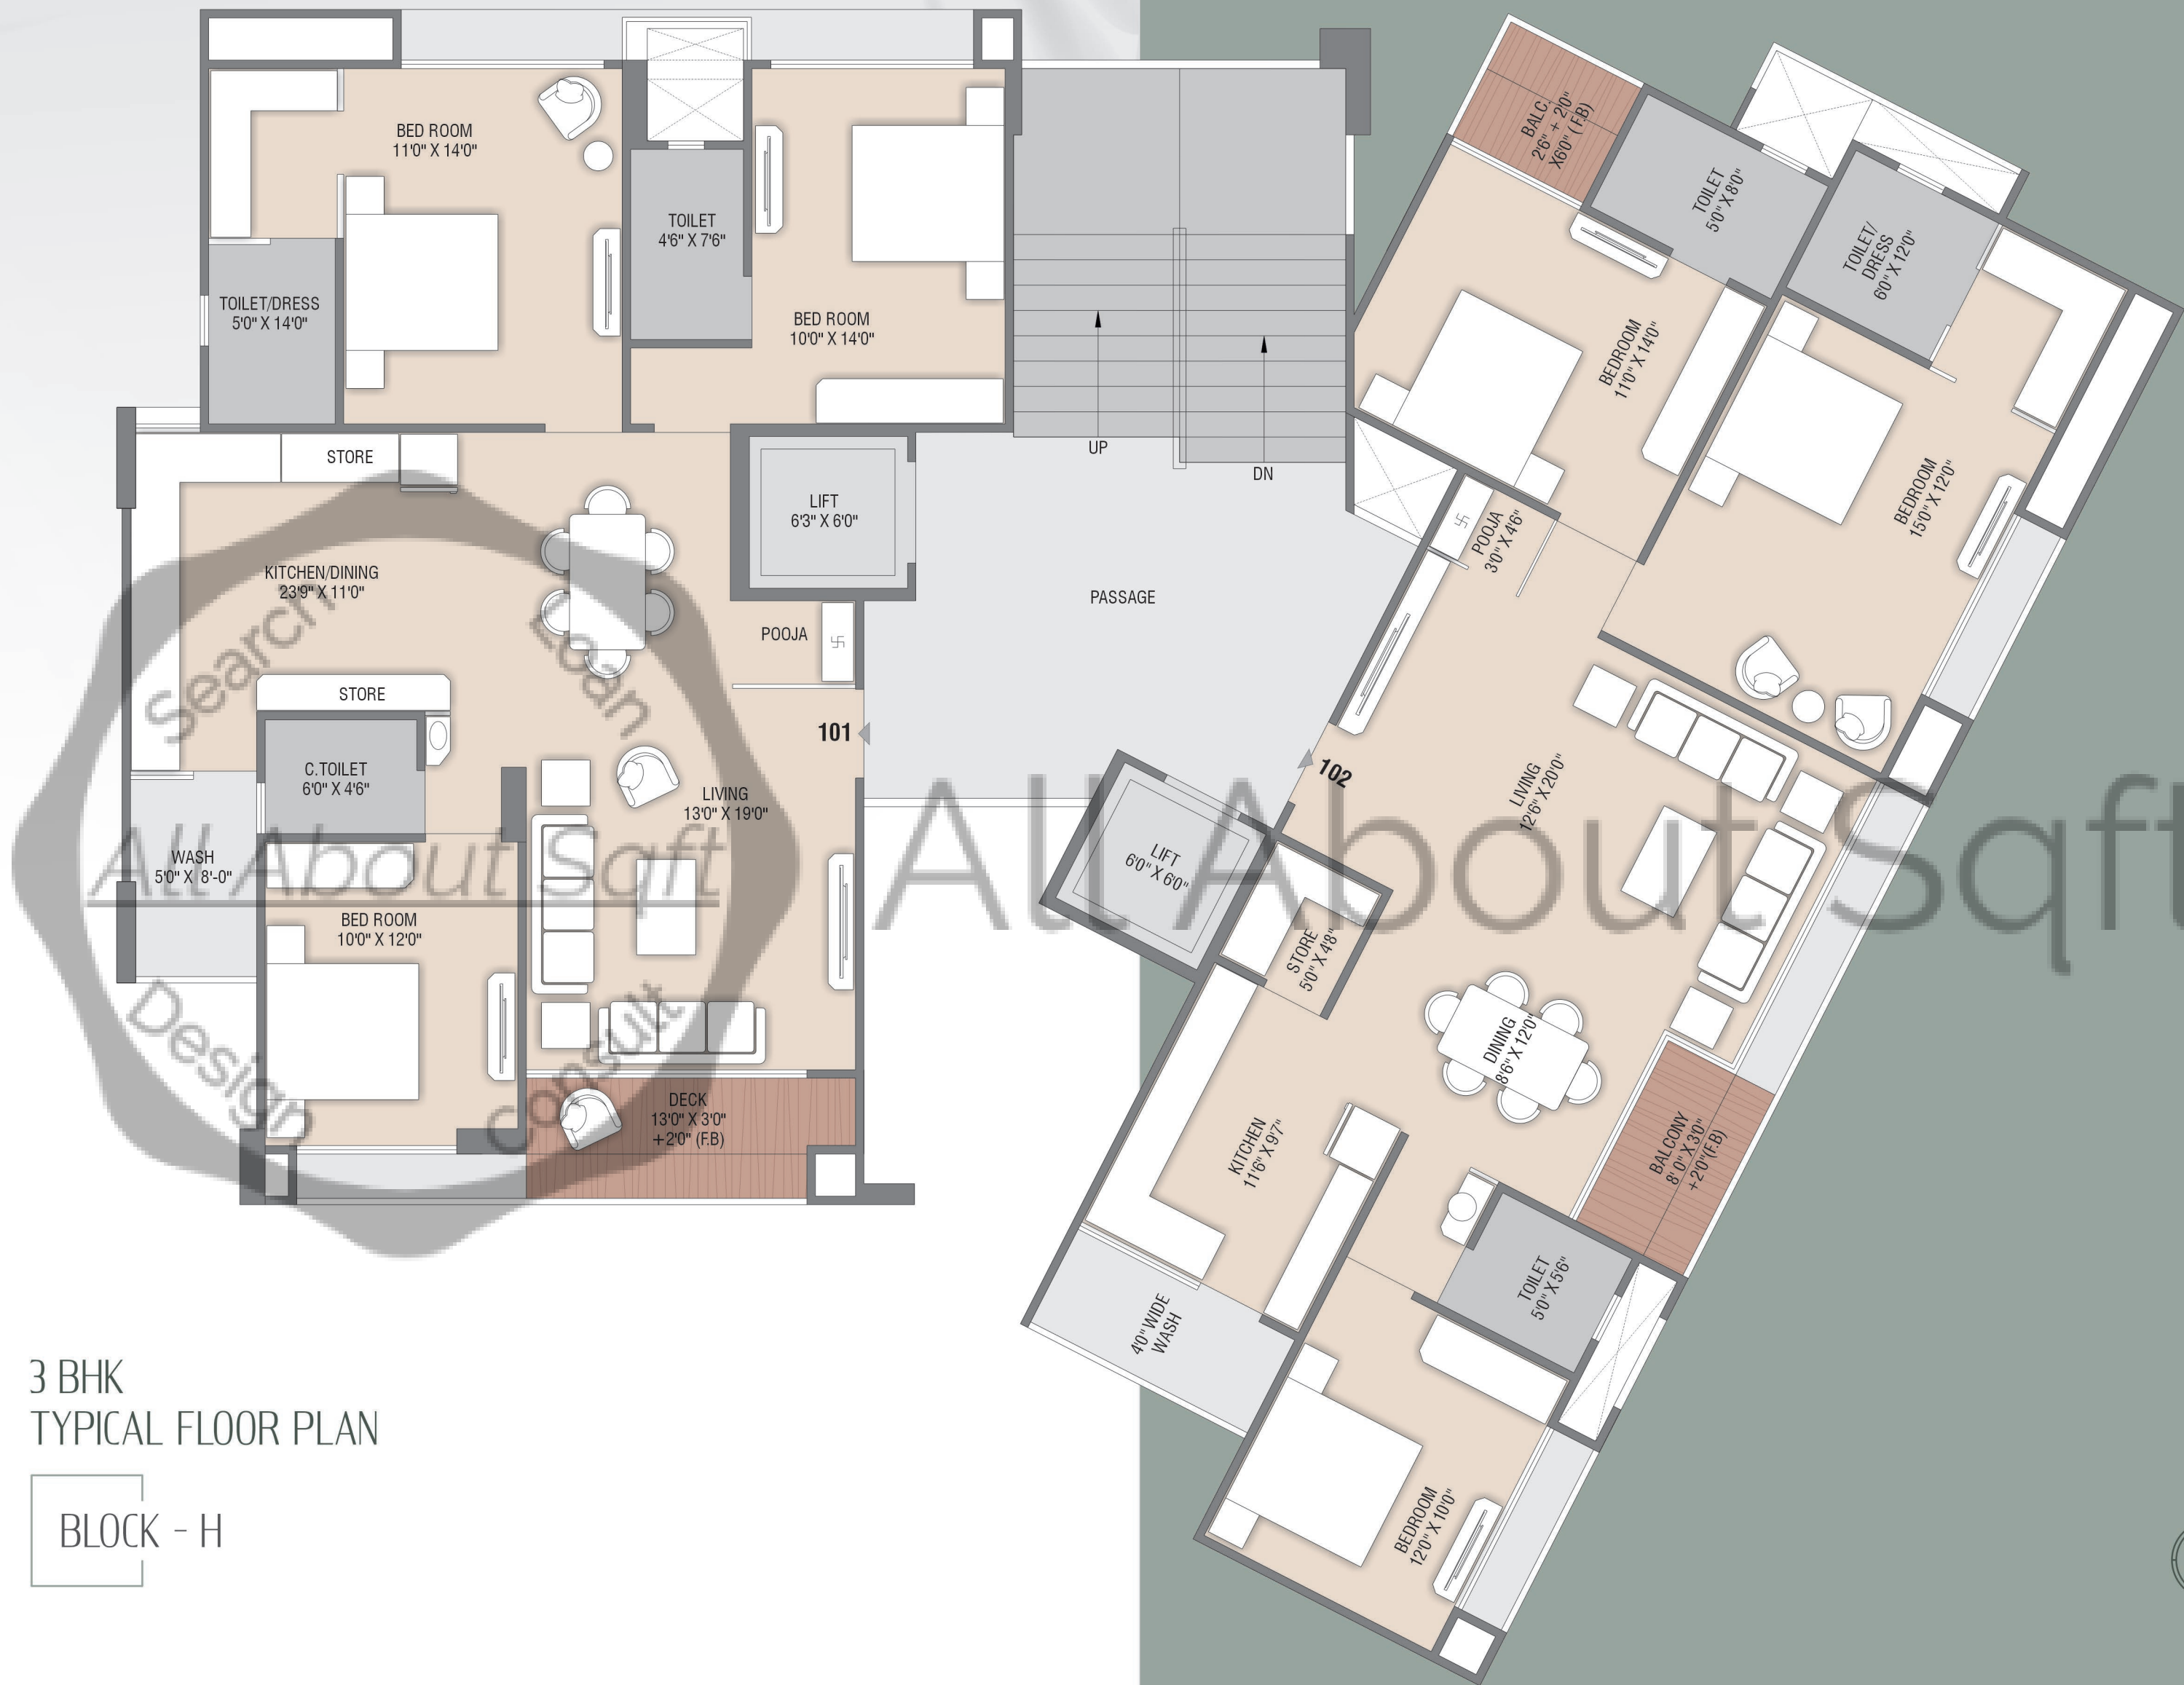 BED ROOM
11'0" X 14'0"
TOILET
4'6" X 7'6"
BED ROOM
10'0" X 14'0"
TOILET/DRESS
5'0" X 14'0"
STORE
LIFT
6'3" X 6'0"
KITCHEN/DINING
23'9" X 11'0"
POOJA
STORE
101
C.TOILET
6'0" X 4'6"
LIVING
13'0" X 19'0"
WASH
5'0" X 8'-0"
BED ROOM
10'0" X 12'0"
DECK
13'0" X 3'0"
+2'0" (F.B)
UP
DN
PASSAGE
BALC.
2'6" + 2'0"
X6'0" (F.B)
TOILET
5'0" X 8'0"
TOILET/
DRESS
6'0" X 12'0"
BEDROOM
11'0" X 14'0"
BEDROOM
15'0" X 12'0"
POOJA
3'0" X 4'6"
102
LIVING
12'6" X 20'0"
LIFT
6'0" X 6'0"
STORE
5'0" X 4'8"
DINING
8'6" X 12'0"
KITCHEN
11'6" X 9'7"
BALCONY
8' 0" X 3'0"
+2'0"(F.B)
TOILET
5'0" X 5'6"
4'0" WIDE
WASH
BEDROOM
12'0" X 10'0"
Search
Loan
All About Sqft
Design
consult
All About Sqft
3 BHK
TYPICAL FLOOR PLAN
BLOCK - H